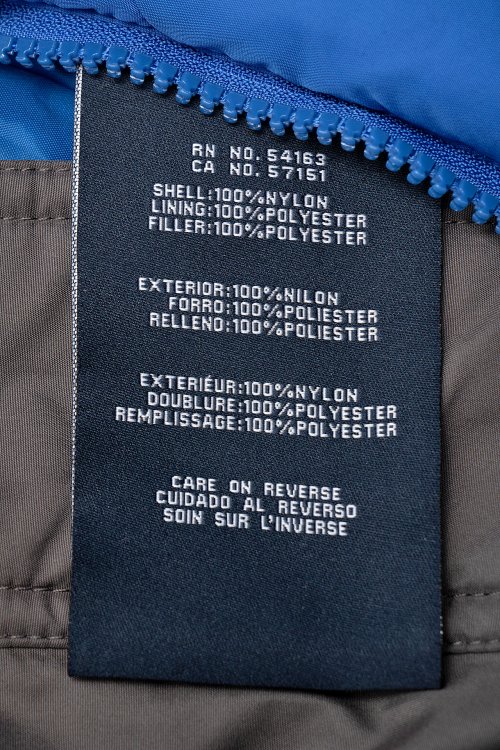 RN NO. 54163
CA NO. 57151
SHELL:100%NYLON
LINING:100%POLYESTER
FILLER:100%POLYESTER
EXTERIOR:100%NILON
FORRO:100%POLIESTER
RELLENO:100%POLIESTER
EXTERIÉUR:100%NYLON
DOUBLURE:100%POLYESTER
REMPLISSAGE:100%POLYESTER
CARE ON REVERSE
CUIDADO AL REVERSO
SOIN SUR L'INVERSE